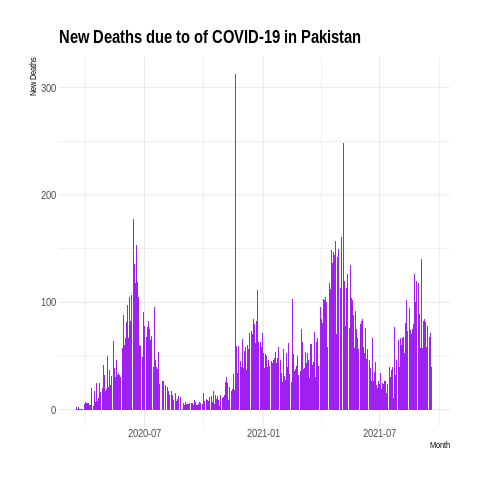 New Deaths due to of COVID-19 in Pakistan
New Deaths
300
200
100
0
2020-07 2021-01 2021-07
Month